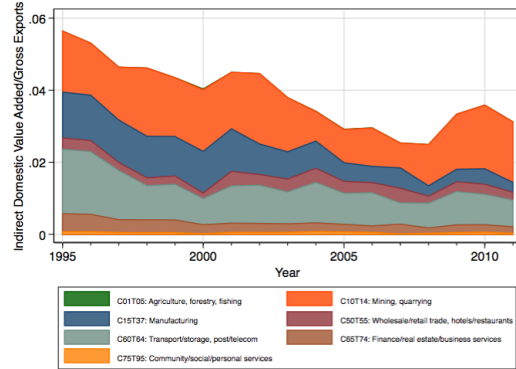 Indirect Domestic Value Added/Gross Exports
.06
.04
.02
0
1995
2000
2005
2010
Year
C01T05: Agriculture, forestry, fishing
C10T14: Mining, quarrying
C15T37: Manufacturing
C50T55: Wholesale/retail trade, hotels/restaurants
C60T64: Transport/storage, post/telecom
C65T74: Finance/real estate/business services
C75T95: Community/social/personal services